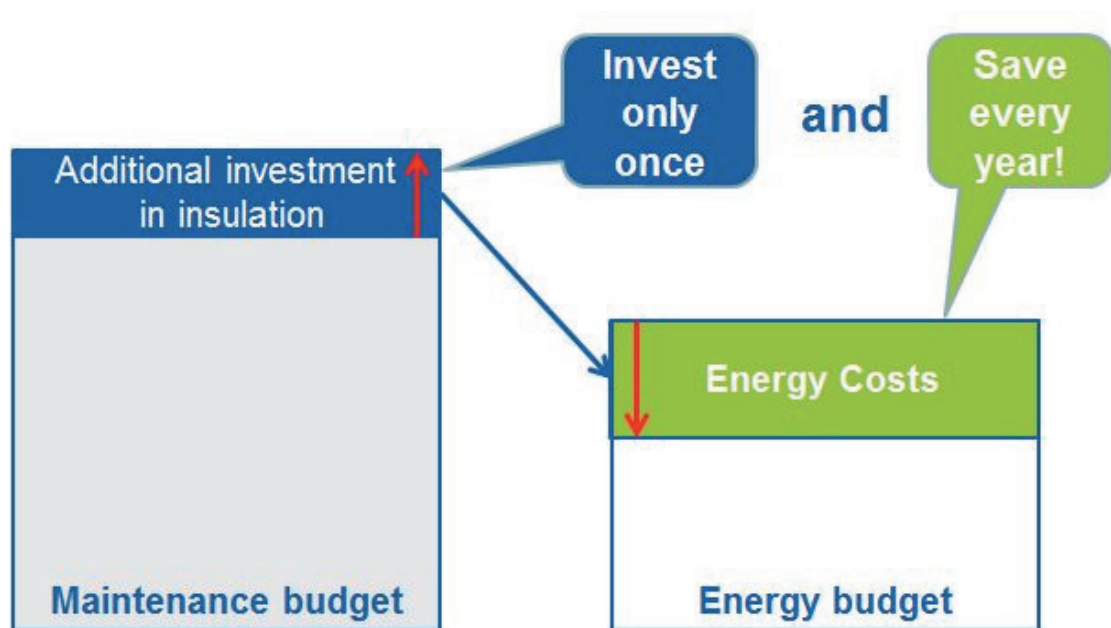 Invest
only
once
and
Save
every
year!
Additional investment
in insulation
Energy Costs
Maintenance budget
Energy budget